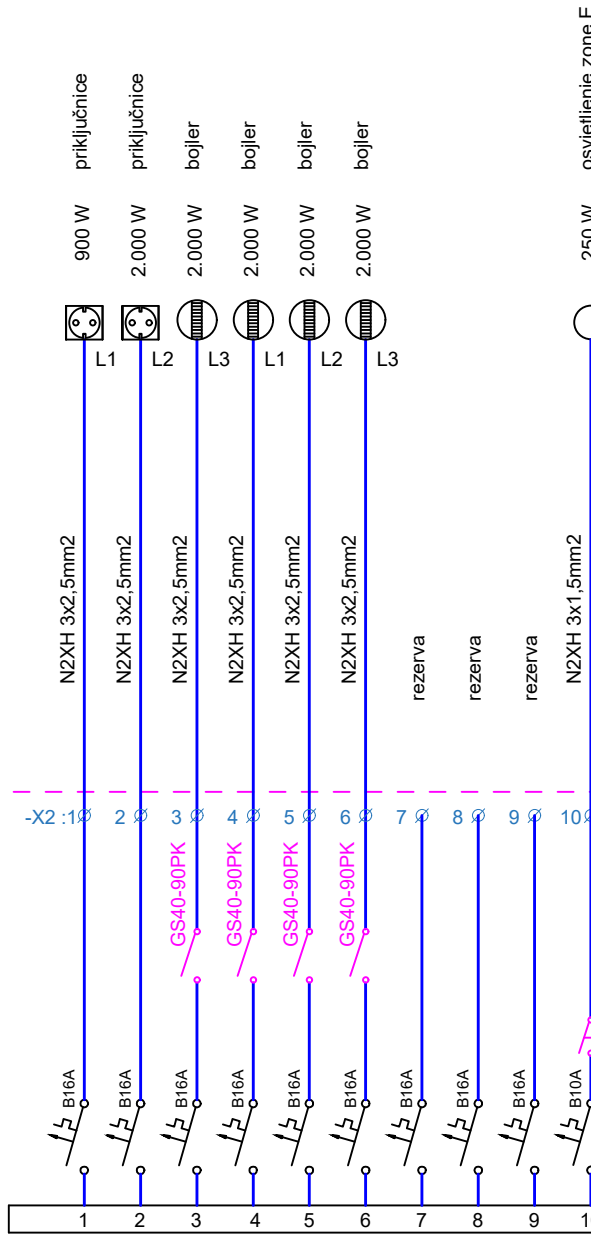 900 W priključnice
2.000 W priključnice
2.000 W bojler
2.000 W bojler
2.000 W bojler
2.000 W bojler
250 W osvjetljenje zone
L1
L2
L3
L1
L2
L3
N2XH 3x2,5mm2
N2XH 3x2,5mm2
N2XH 3x2,5mm2
N2XH 3x2,5mm2
N2XH 3x2,5mm2
N2XH 3x2,5mm2
rezerva
rezerva
rezerva
N2XH 3x1,5mm2
-X2 :1 2 3 4 5 6 7 8 9 10
GS40-90PK
GS40-90PK
GS40-90PK
GS40-90PK
B16A
B16A
B16A
B16A
B16A
B16A
B16A
B16A
B16A
B10A
1 2 3 4 5 6 7 8 9